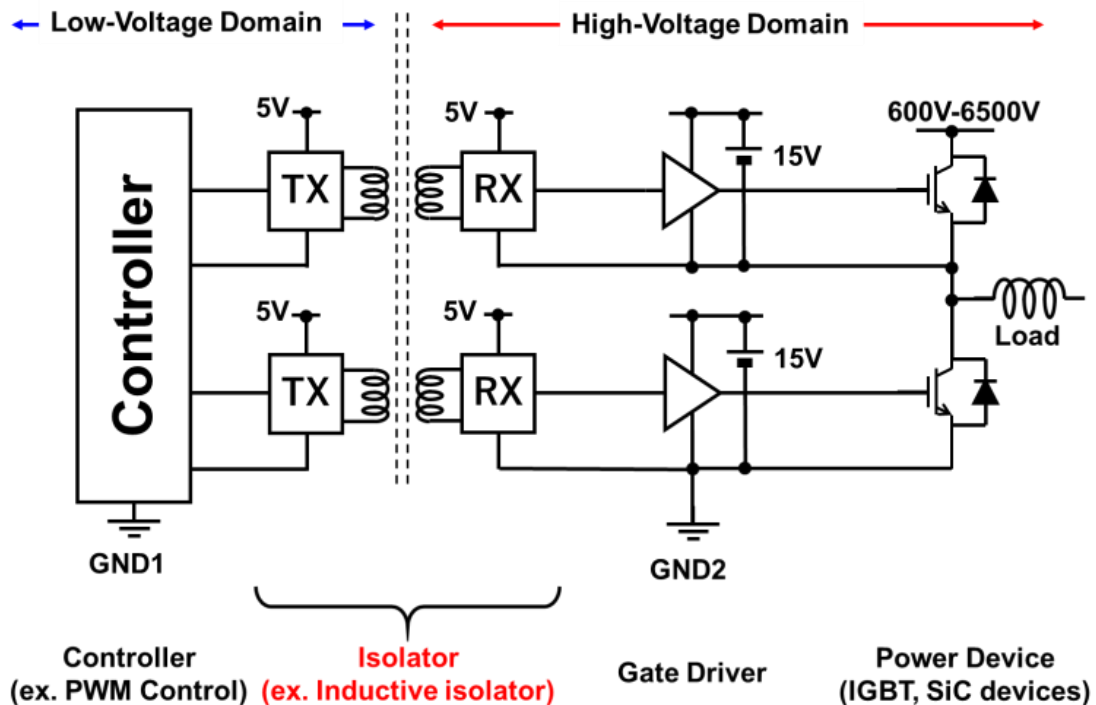 Low-Voltage Domain
High-Voltage Domain
5V
5V
600V-6500V
TX
RX
15V
Controller
5V
5V
Load
TX
RX
15V
GND1
GND2
Controller
(ex. PWM Control)
Isolator
(ex. Inductive isolator)
Gate Driver
Power Device
(IGBT, SiC devices)